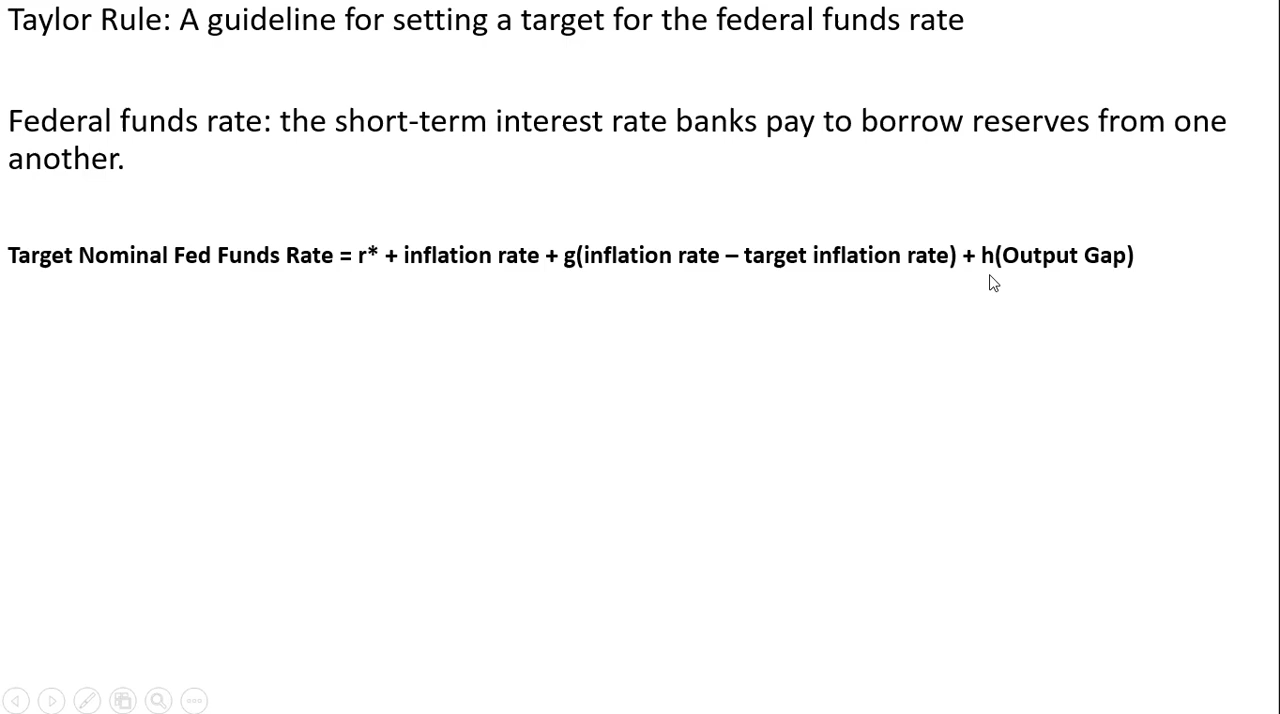 Taylor Rule: A guideline for setting a target for the federal funds rate
Federal funds rate: the short-term interest rate banks pay to borrow reserves from one
another.
Target Nominal Fed Funds Rate = r* + inflation rate + g(inflation rate – target inflation rate) + h(Output Gap)